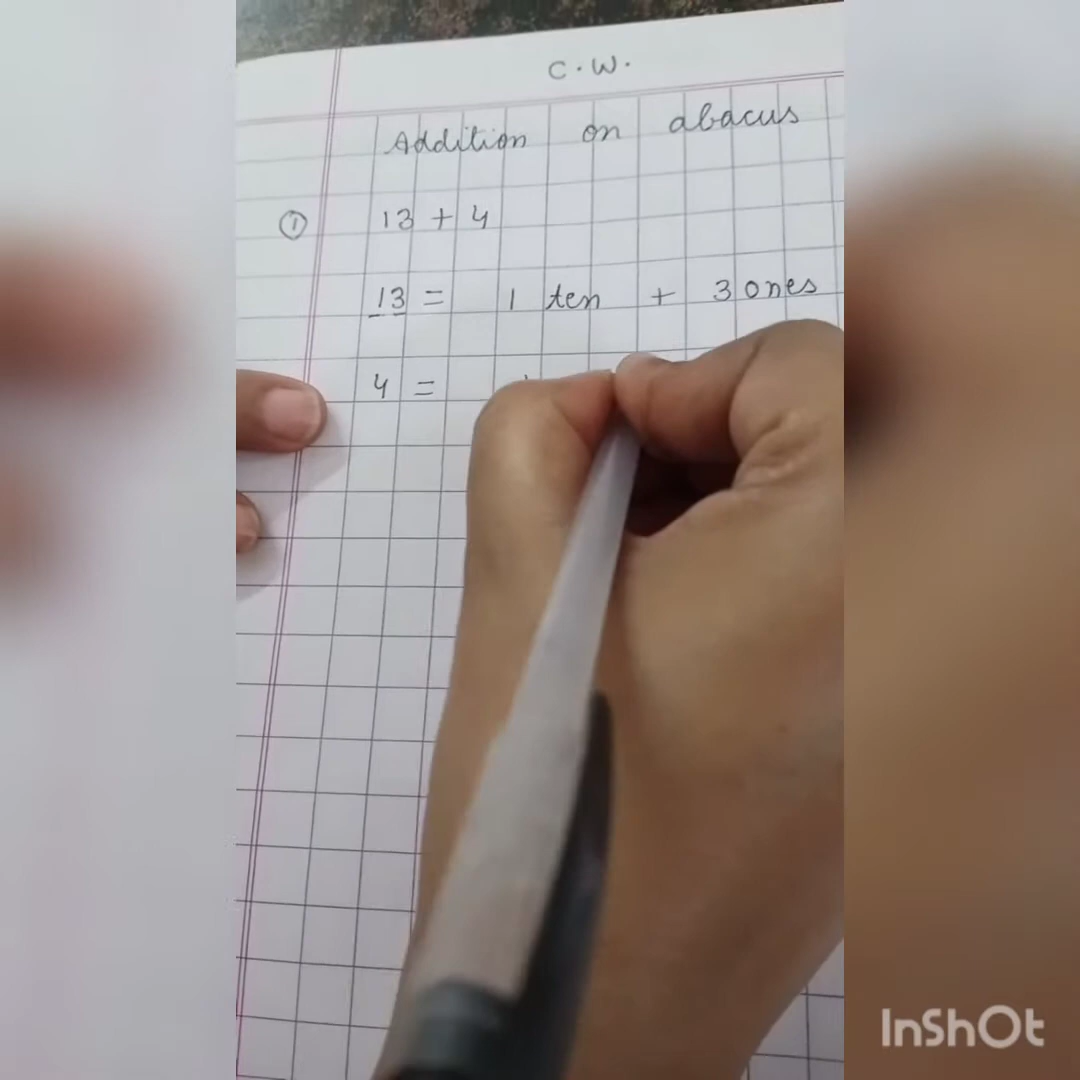 C.W.
Addition on abacus
① 13 + 4
13 = 1 ten + 3 ones
4 =
InShOt